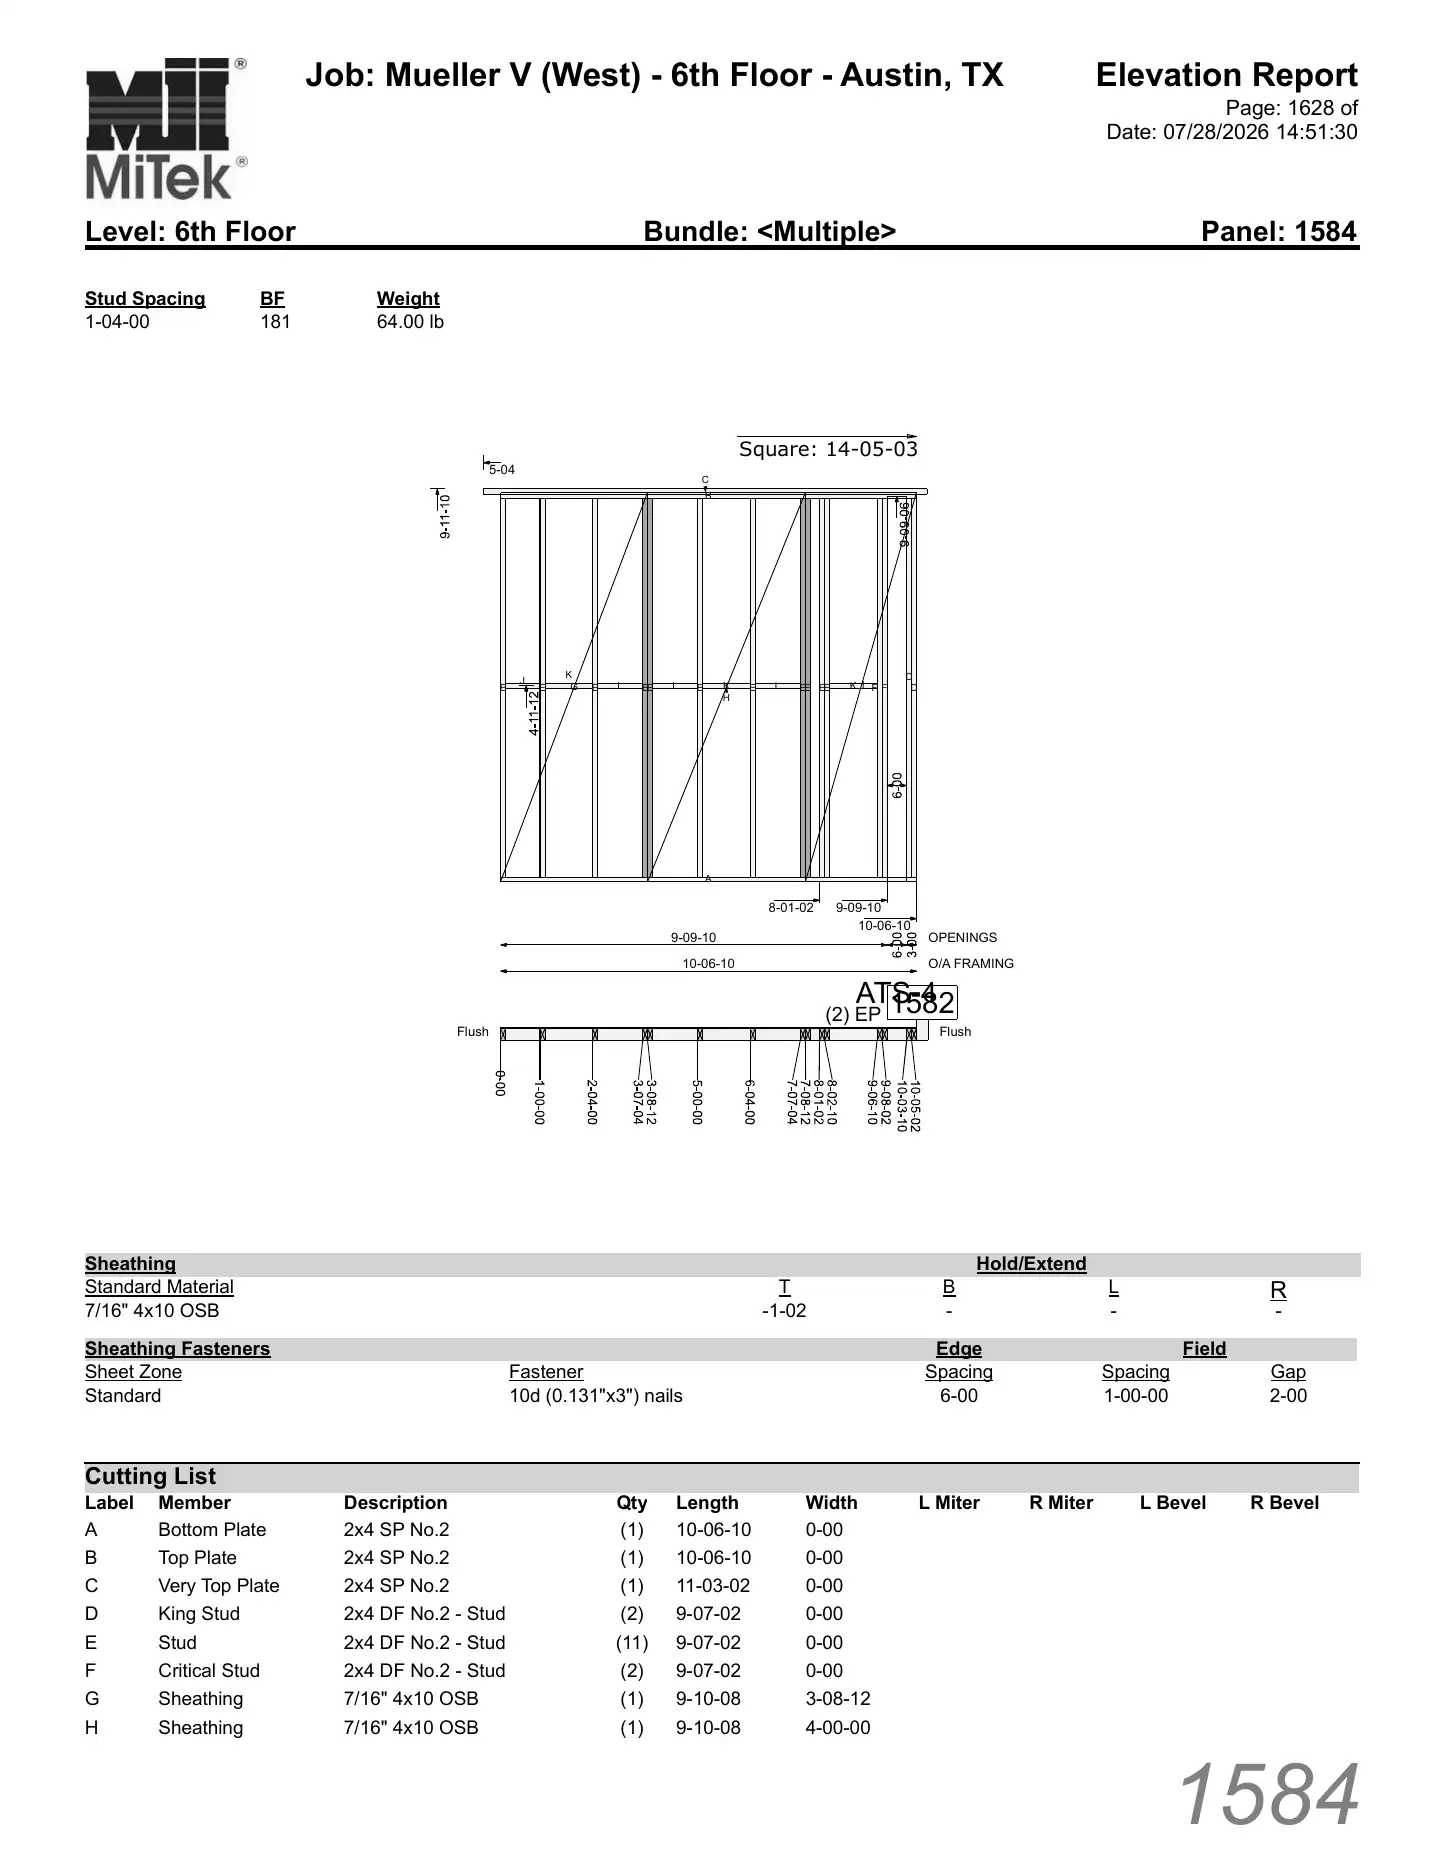 Job: Mueller V (West) - 6th Floor - Austin, TX
Elevation Report
Page: 1628 of
Date: 07/28/2026 14:51:30
MiTek®
Level: 6th Floor Bundle: <Multiple> Panel: 1584
Stud Spacing BF Weight
1-04-00 181 64.00 lb
Square: 14-05-03
5-04
C
B
9-11-10
9-09-06
J K G I I K H I K I F D
4-11-12
6-00
A
8-01-02 9-09-10
10-06-10
9-09-10 6-00 3-00 OPENINGS
10-06-10 O/A FRAMING
ATS-4
1582
(2) EP
Flush Flush
0-00 1-00-00 2-04-00 3-07-04 3-08-12 5-00-00 6-04-00 7-07-04 7-08-12 8-01-02 8-02-10 9-06-10 9-08-02 10-03-10 10-05-02
Sheathing Hold/Extend
Standard Material T B L R
7/16" 4x10 OSB -1-02 - - -
Sheathing Fasteners Edge Field
Sheet Zone Fastener Spacing Spacing Gap
Standard 10d (0.131"x3") nails 6-00 1-00-00 2-00
Cutting List
Label Member Description Qty Length Width L Miter R Miter L Bevel R Bevel
A Bottom Plate 2x4 SP No.2 (1) 10-06-10 0-00
B Top Plate 2x4 SP No.2 (1) 10-06-10 0-00
C Very Top Plate 2x4 SP No.2 (1) 11-03-02 0-00
D King Stud 2x4 DF No.2 - Stud (2) 9-07-02 0-00
E Stud 2x4 DF No.2 - Stud (11) 9-07-02 0-00
F Critical Stud 2x4 DF No.2 - Stud (2) 9-07-02 0-00
G Sheathing 7/16" 4x10 OSB (1) 9-10-08 3-08-12
H Sheathing 7/16" 4x10 OSB (1) 9-10-08 4-00-00
1584